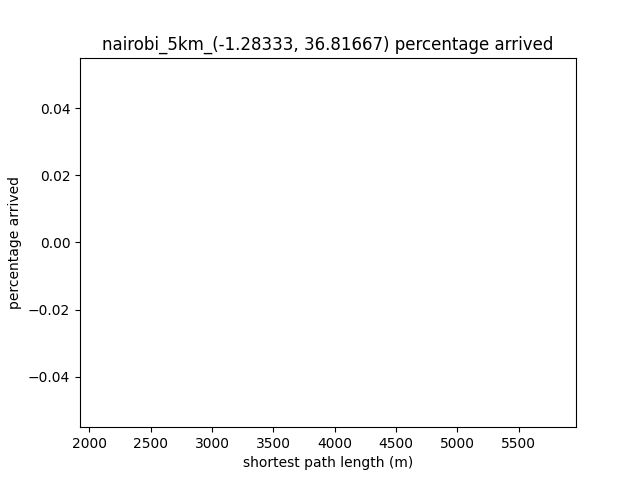 nairobi_5km_(-1.28333, 36.81667) percentage arrived
0.04
0.02
0.00
−0.02
−0.04
percentage arrived
2000 2500 3000 3500 4000 4500 5000 5500
shortest path length (m)